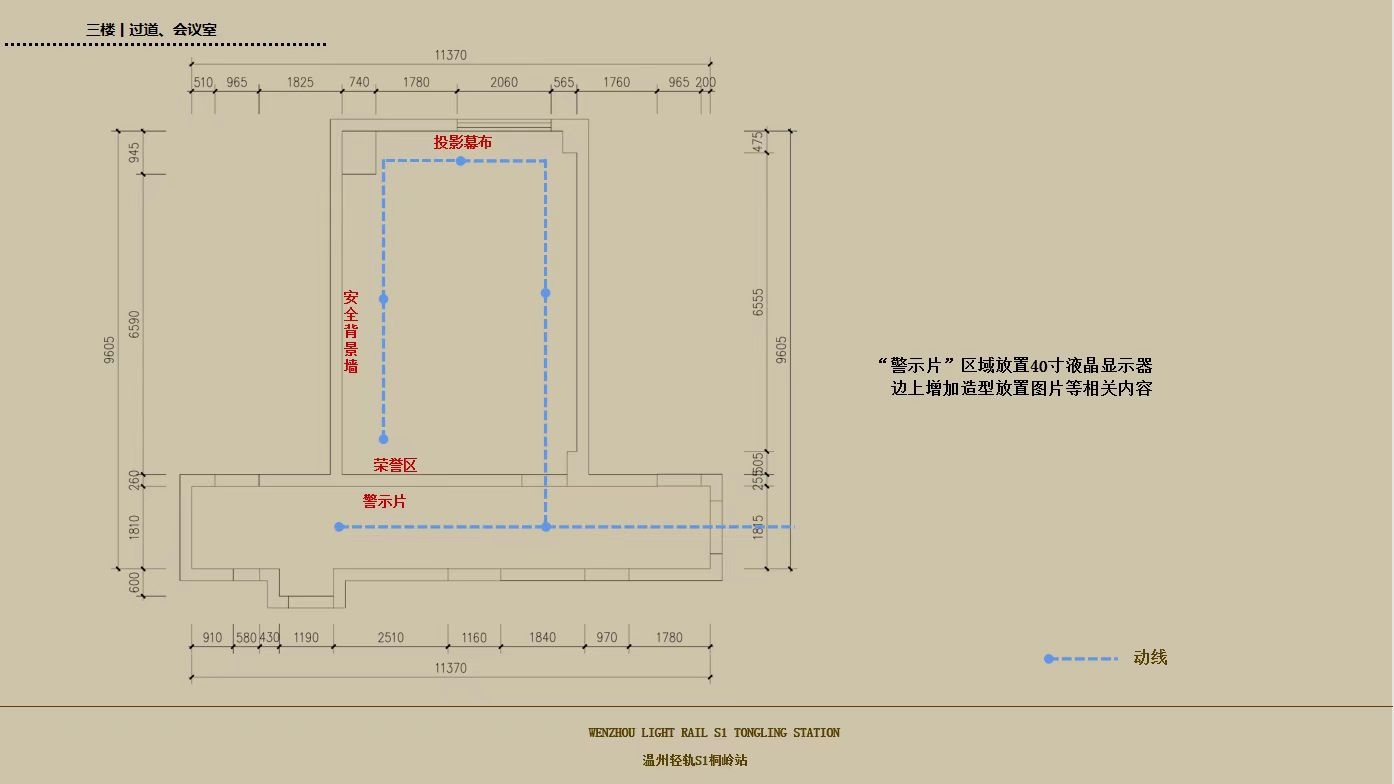 三楼 | 过道、会议室
11370
510 965 1825 740 1780 2060 565 1760 965 200
投影幕布
945
475
安全背景墙
6590
9605
6555
9605
“警示片”区域放置40寸液晶显示器
边上增加造型放置图片等相关内容
荣誉区
505
260
255
警示片
1810
1815
600
910 580 430 1190 2510 1160 1840 970 1780
11370
动线
WENZHOU LIGHT RAIL S1 TONGLING STATION
温州轻轨S1桐岭站